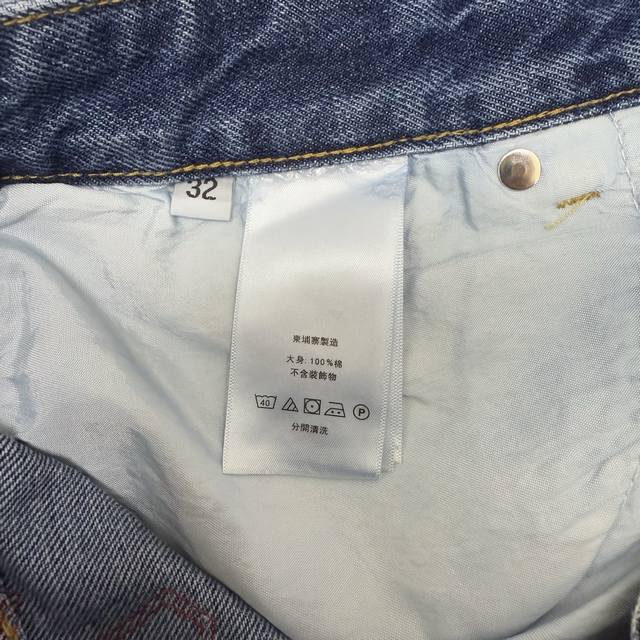 32
柬埔寨製造
大身: 100%棉
不含裝飾物
40 P
分開清洗